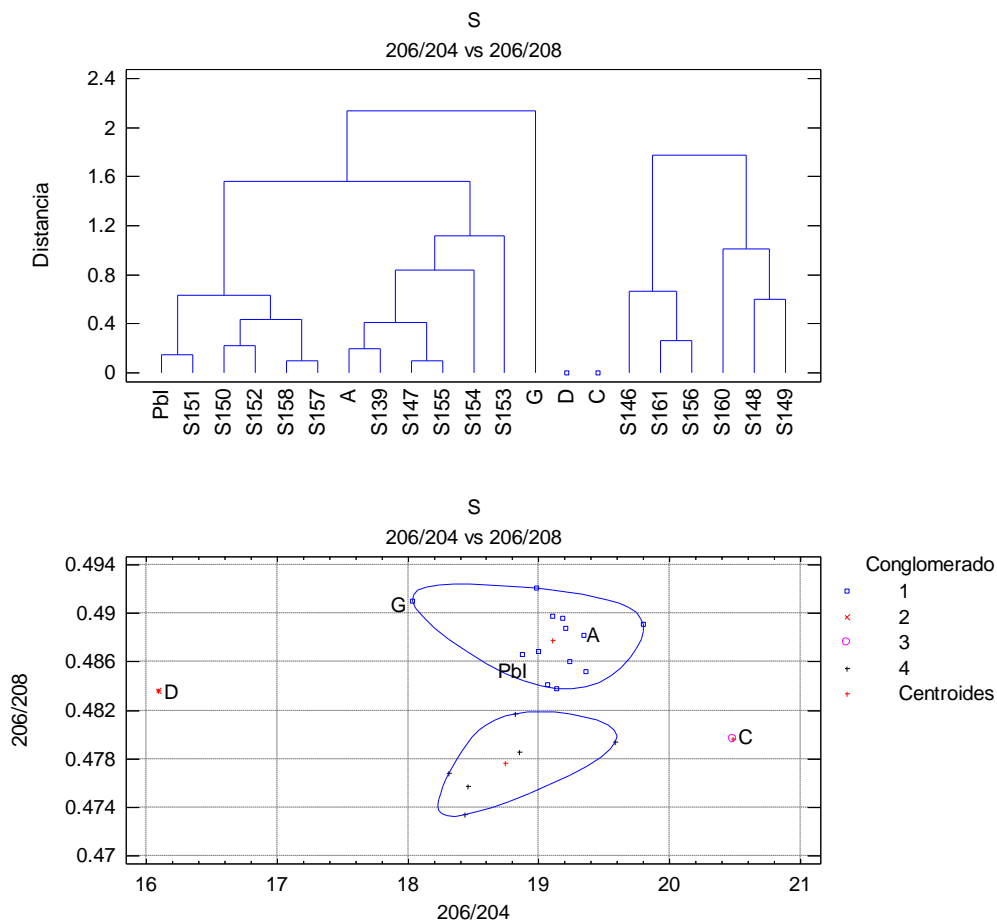 S
206/204 vs 206/208
2.4
2
1.6
1.2
0.8
0.4
0
Distancia
PbI
S151
S150
S152
S158
S157
A
S139
S147
S155
S154
S153
G
D
C
S146
S161
S156
S160
S148
S149
S
206/204 vs 206/208
0.494
0.49
0.486
0.482
0.478
0.474
0.47
206/208
G
A
PbI
D
C
16 17 18 19 20 21
206/204
Conglomerado
1
2
3
4
Centroides